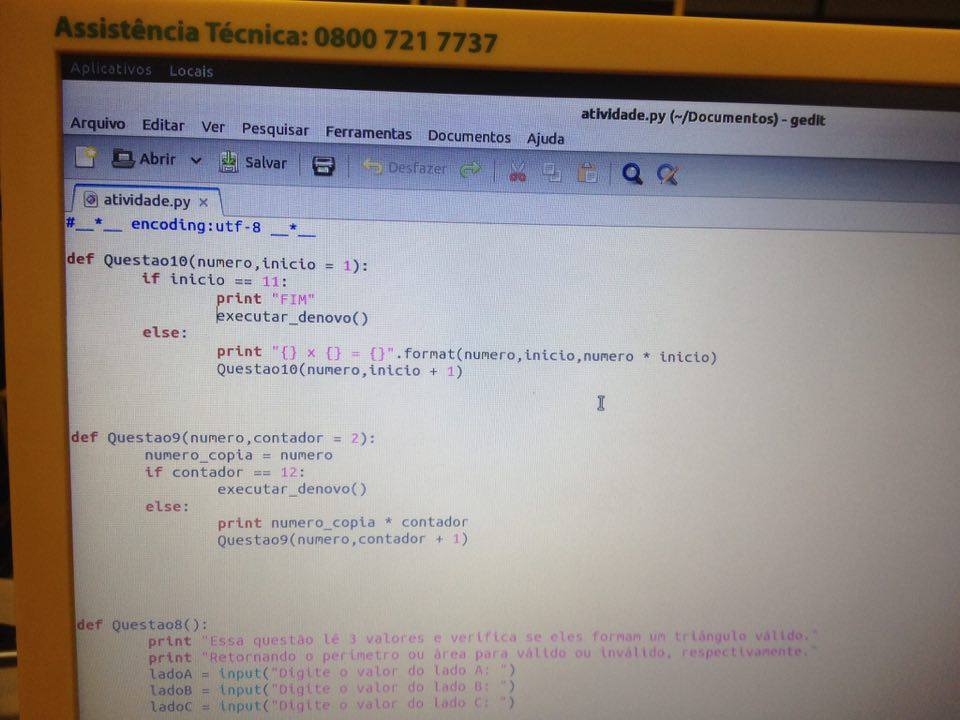 Assistência Técnica: 0800 721 7737
Aplicativos Locais
atividade.py (~/Documentos) - gedit
Arquivo Editar Ver Pesquisar Ferramentas Documentos Ajuda
Abrir Salvar Desfazer
atividade.py ×
#__*__ encoding:utf-8 __*__
def Questao10(numero,inicio = 1):
if inicio == 11:
print "FIM"
executar_denovo()
else:
print "{} x {} = {}".format(numero,inicio,numero * inicio)
Questao10(numero,inicio + 1)
def Questao9(numero,contador = 2):
numero_copia = numero
if contador == 12:
executar_denovo()
else:
print numero_copia * contador
Questao9(numero,contador + 1)
def Questao8():
print "Essa questão lê 3 valores e verifica se eles formam um triângulo válido."
print "Retornando o perímetro ou área para válido ou inválido, respectivamente."
ladoA = input("Digite o valor do lado A: ")
ladoB = input("Digite o valor do lado B: ")
ladoC = input("Digite o valor do lado C: ")